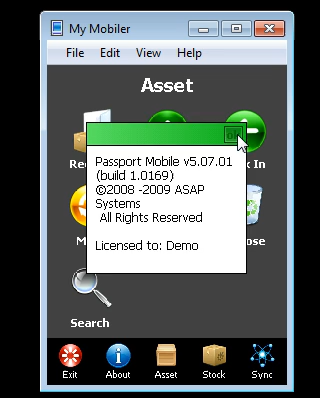 My Mobiler
File Edit View Help
Asset
ok
Passport Mobile v5.07.01
(build 1.0169)
©2008 -2009 ASAP
Systems
All Rights Reserved
Licensed to: Demo
Search
Exit About Asset Stock Sync